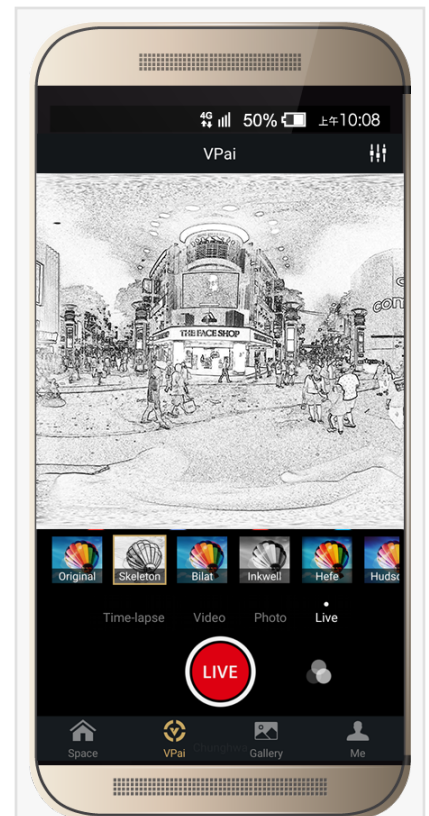 4G 50% 上午10:08
VPai
THE FACE SHOP
Original Skeleton Bilat Inkwell Hefe
Time-lapse Video Photo Live
LIVE
Space VPai Gallery Me